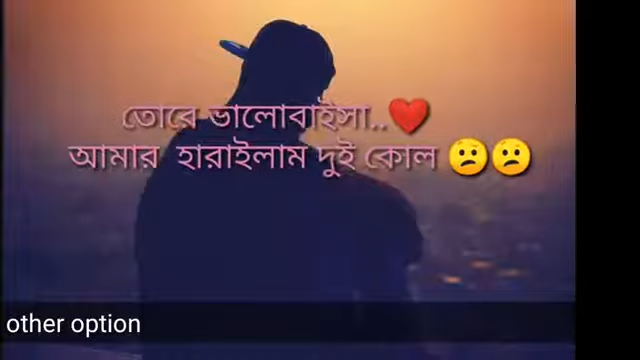 তোরে ভালোবাইসা..❤️
আমার হারাইলাম দুই কোল 😕😕
other option